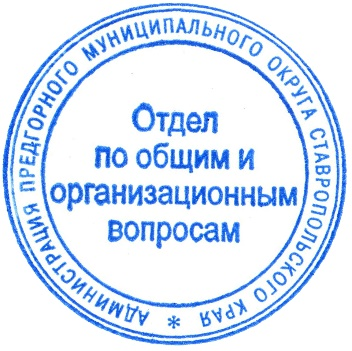 АДМИНИСТРАЦИЯ ПРЕДГОРНОГО МУНИЦИПАЛЬНОГО ОКРУГА СТАВРОПОЛЬСКОГО КРАЯ *
Отдел
по общим и
организационным
вопросам